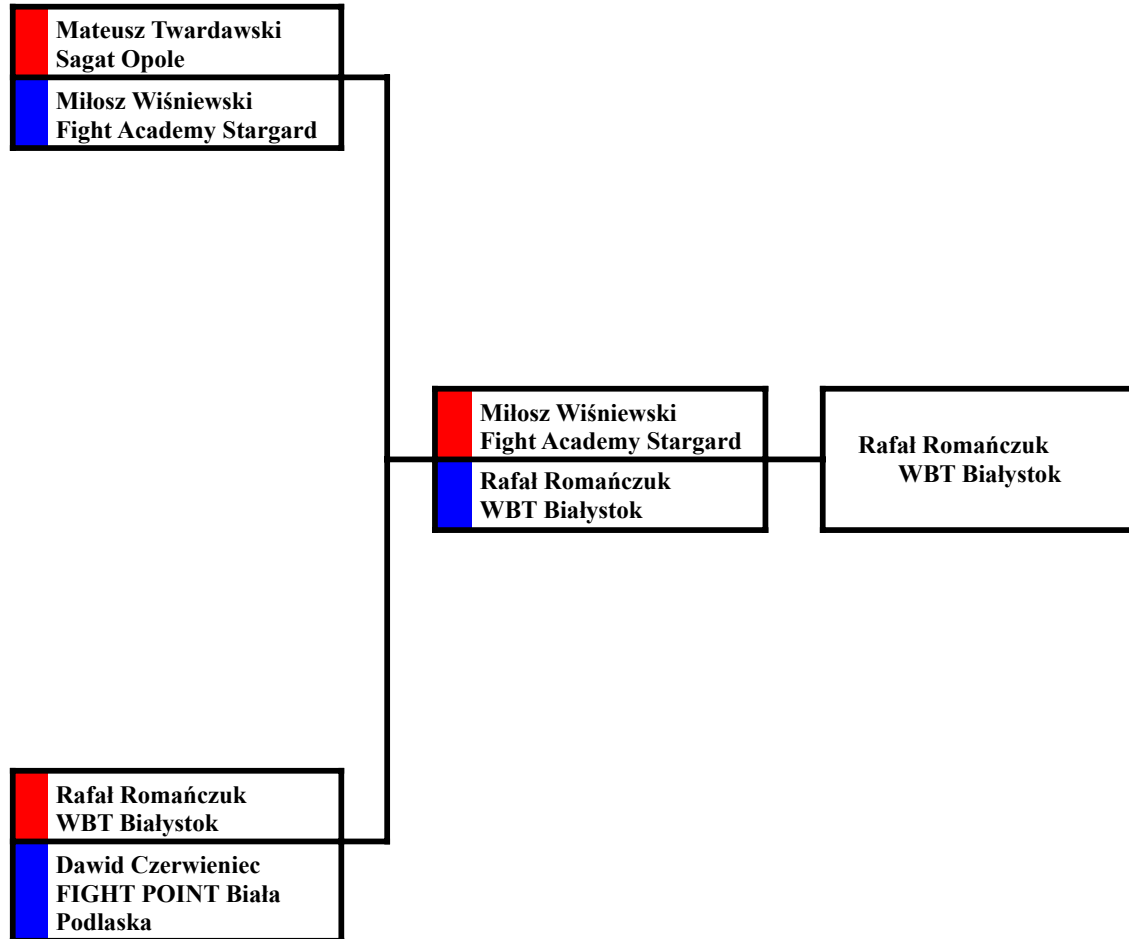 Mateusz Twardawski
Sagat Opole
Miłosz Wiśniewski
Fight Academy Stargard
Miłosz Wiśniewski
Fight Academy Stargard
Rafał Romańczuk
WBT Białystok
Rafał Romańczuk
WBT Białystok
Rafał Romańczuk
WBT Białystok
Dawid Czerwieniec
FIGHT POINT Biała
Podlaska